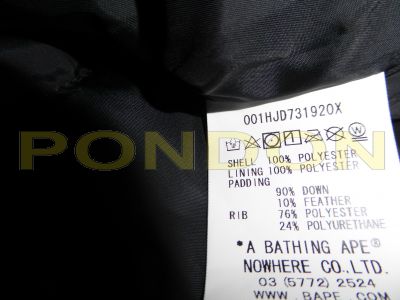 001HJD731920X
PONDON
SHELL 100% POLYESTER
LINING 100% POLYESTER
PADDING
90% DOWN
10% FEATHER
RIB 76% POLYESTER
24% POLYURETHANE
*A BATHING APE®
NOWHERE CO.,LTD.
03 (5772) 2524
WWW.BAPE.COM